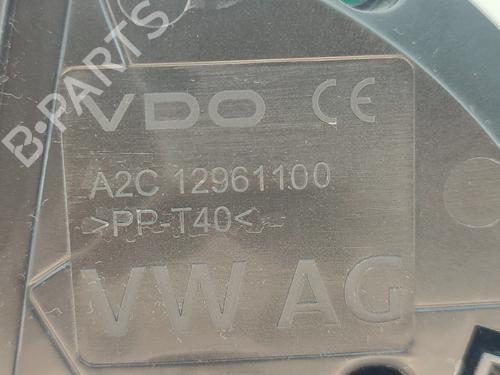 B-PARTS
VDO CE
A2C 12961100
>PP-T40<
VW AG